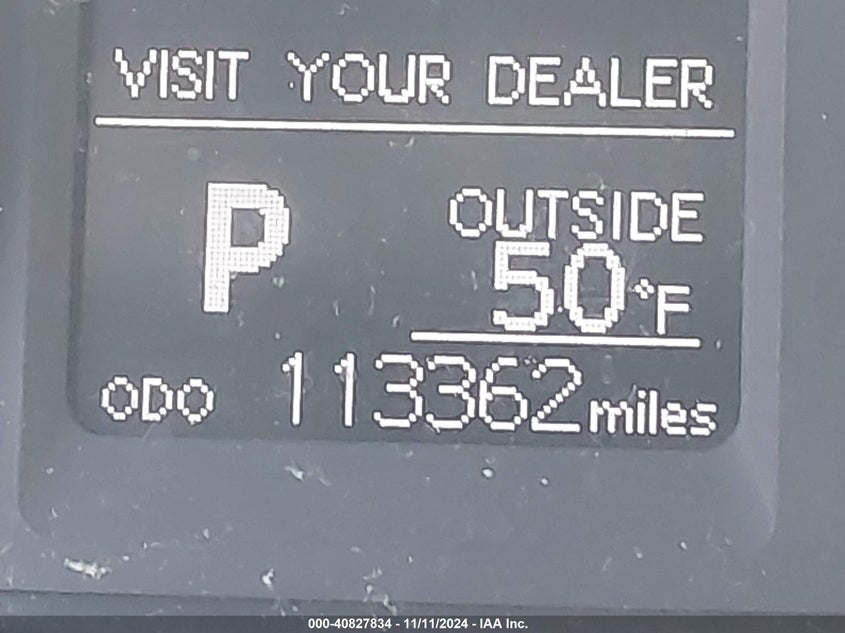 VISIT YOUR DEALER
P
OUTSIDE
50°F
ODO 113362 miles
000-40827834 - 11/11/2024 - IAA Inc.